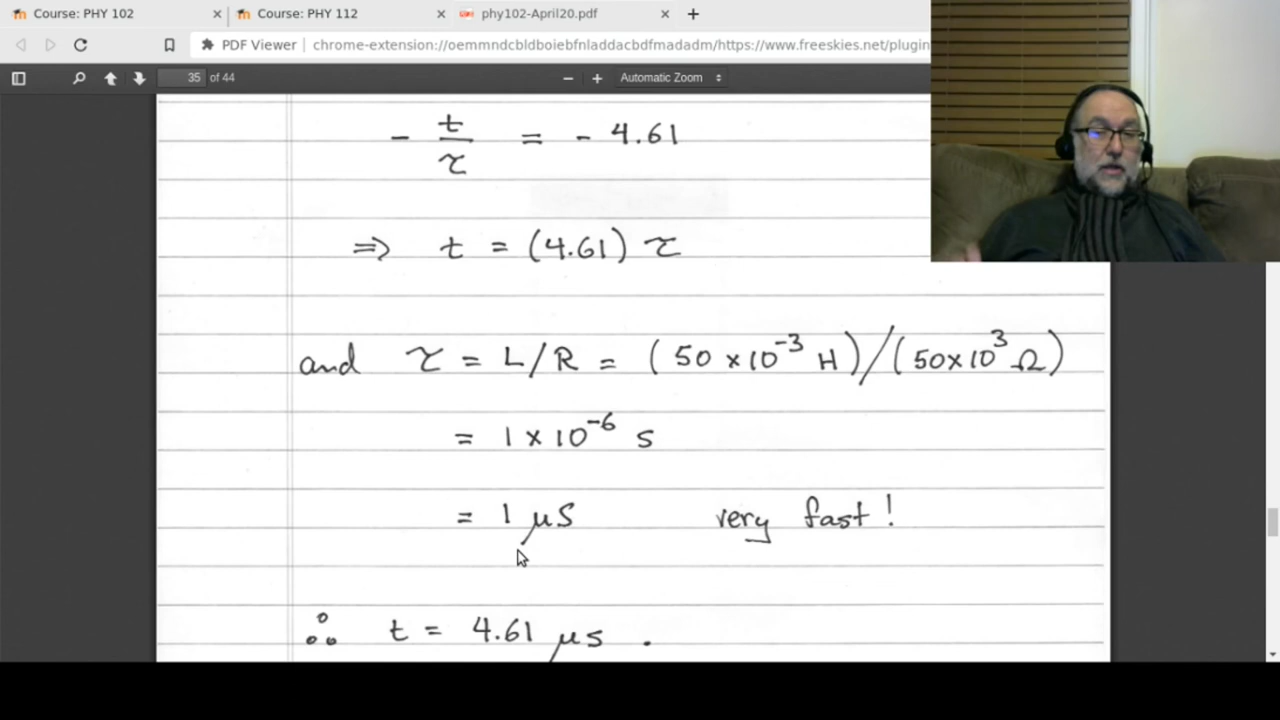 Course: PHY 102 Course: PHY 112 phy102-April20.pdf
PDF Viewer chrome-extension://oemmndcbldboiebfnladdacbdfmadadm/https://www.freeskies.net/plugin
35 of 44 Automatic Zoom
- t/τ = - 4.61
⇒ t = (4.61) τ
and τ = L/R = (50 × 10⁻³ H)/(50×10³ Ω)
= 1 × 10⁻⁶ s
= 1 μs very fast!
∴ t = 4.61 μs .